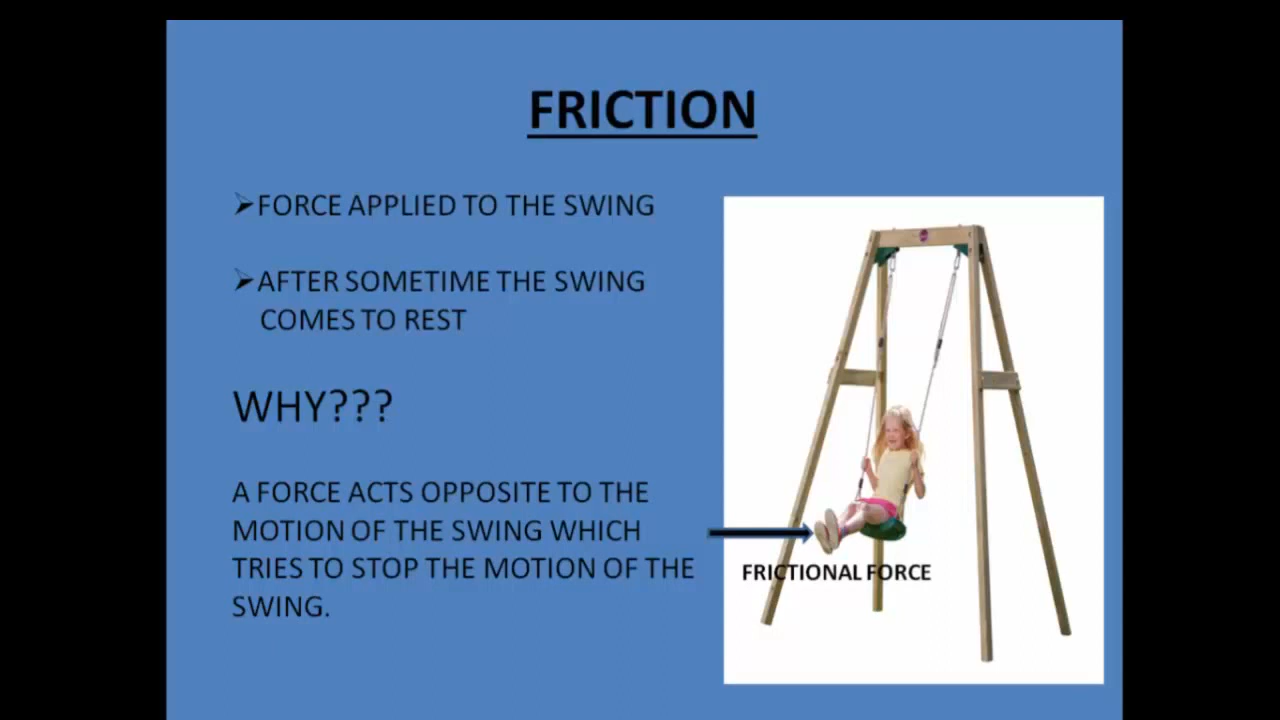 FRICTION
➢FORCE APPLIED TO THE SWING
➢AFTER SOMETIME THE SWING
COMES TO REST
WHY???
A FORCE ACTS OPPOSITE TO THE
MOTION OF THE SWING WHICH
TRIES TO STOP THE MOTION OF THE
SWING.
FRICTIONAL FORCE